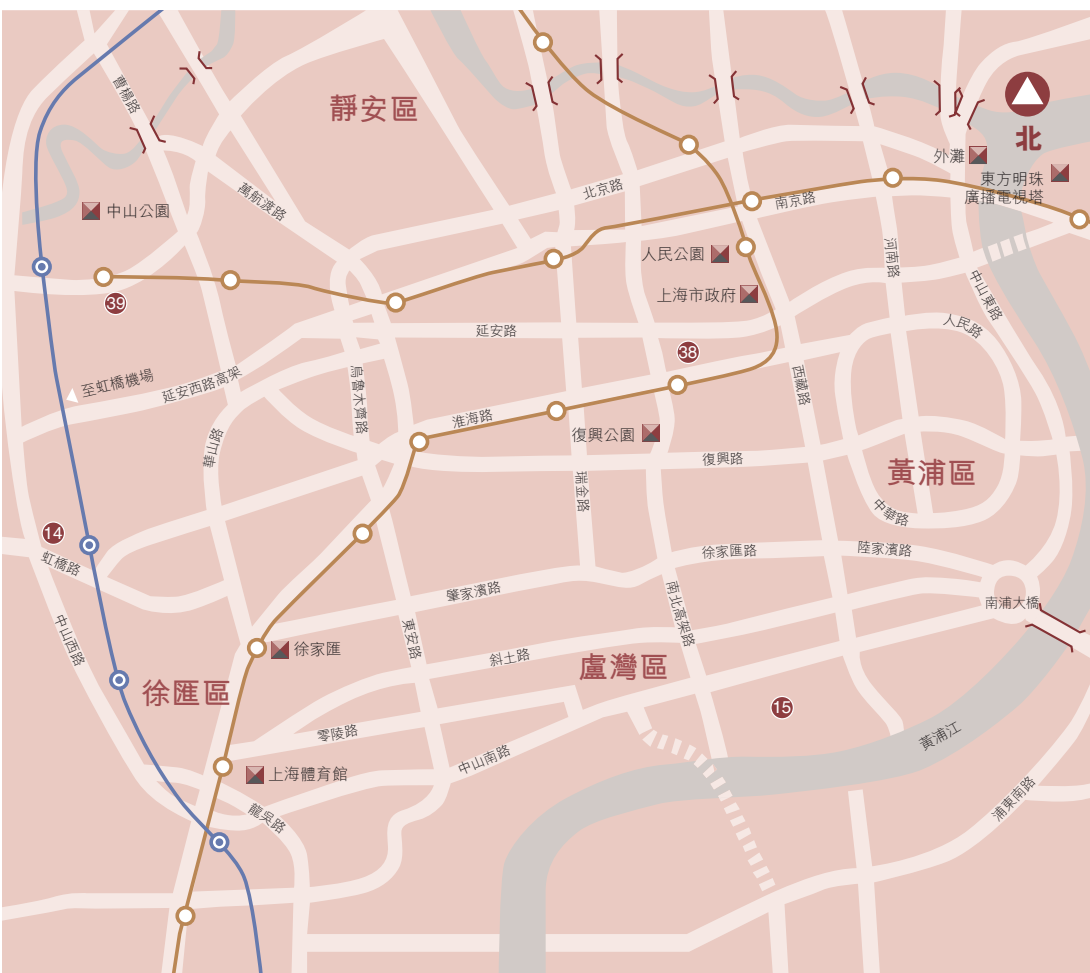 曹楊路
靜安區
北
外灘
東方明珠
廣播電視塔
北京路
萬航渡路
中山公園
南京路
人民公園
河南路
39
上海市政府
中山東路
延安路
人民路
38
至虹橋機場
延安西路高架
烏魯木齊路
西藏路
淮海路
復興公園
華山路
復興路
黃浦區
瑞金路
中華路
14
虹橋路
徐家匯路
陸家濱路
肇家濱路
南浦大橋
南北高架路
中山西路
東安路
徐家匯
斜土路
盧灣區
徐匯區
15
零陵路
黃浦江
中山南路
上海體育館
浦東南路
龍吳路